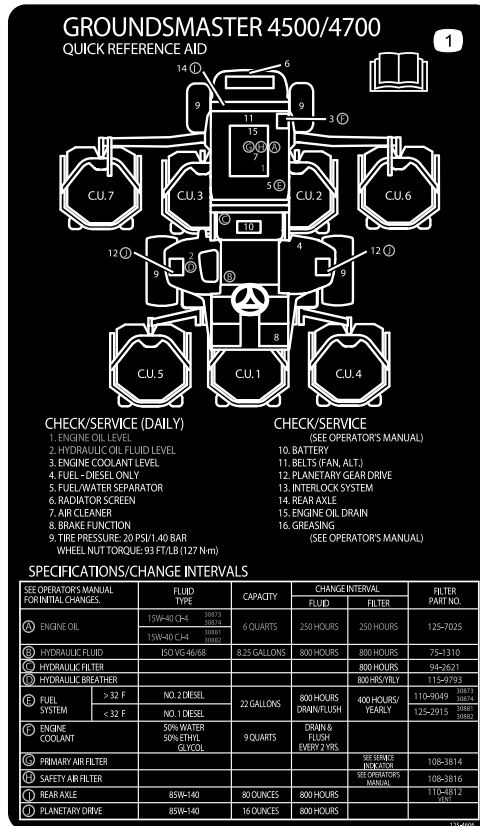 GROUNDSMASTER 4500/4700
QUICK REFERENCE AID
1
14 I
6
9
9
11
3 F
15
G H A
7
1
5 E
C.U. 7
C.U. 3
C.U. 2
C.U. 6
C
10
12 J
2
D
4
12 J
9
B
9
8
C.U. 5
C.U. 1
C.U. 4
CHECK/SERVICE (DAILY)
1. ENGINE OIL LEVEL
2. HYDRAULIC OIL FLUID LEVEL
3. ENGINE COOLANT LEVEL
4. FUEL - DIESEL ONLY
5. FUEL/WATER SEPARATOR
6. RADIATOR SCREEN
7. AIR CLEANER
8. BRAKE FUNCTION
9. TIRE PRESSURE: 20 PSI/1.40 BAR
WHEEL NUT TORQUE: 93 FT/LB (127 N·m)
CHECK/SERVICE
(SEE OPERATOR'S MANUAL)
10. BATTERY
11. BELTS (FAN, ALT.)
12. PLANETARY GEAR DRIVE
13. INTERLOCK SYSTEM
14. REAR AXLE
15. ENGINE OIL DRAIN
16. GREASING
(SEE OPERATOR'S MANUAL)
SPECIFICATIONS/CHANGE INTERVALS
SEE OPERATOR'S MANUAL FOR INITIAL CHANGES. FLUID TYPE CAPACITY CHANGE INTERVAL FLUID FILTER FILTER PART NO.
A ENGINE OIL 15W-40 CI-4 30873 30874 15W-40 CJ-4 30881 30882 6 QUARTS 250 HOURS 250 HOURS 125-7025
B HYDRAULIC FLUID ISO VG 46/68 8.25 GALLONS 800 HOURS 800 HOURS 75-1310
C HYDRAULIC FILTER 800 HOURS 94-2621
D HYDRAULIC BREATHER 800 HRS/YRLY 115-9793
E FUEL SYSTEM > 32 F NO. 2 DIESEL < 32 F NO. 1 DIESEL 22 GALLONS 800 HOURS DRAIN/FLUSH 400 HOURS/ YEARLY 110-9049 30873 30874 125-2915 30881 30882
F ENGINE COOLANT 50% WATER 50% ETHYL GLYCOL 9 QUARTS DRAIN & FLUSH EVERY 2 YRS.
G PRIMARY AIR FILTER SEE SERVICE INDICATOR 108-3814
H SAFETY AIR FILTER SEE OPERATOR'S MANUAL 108-3816
I REAR AXLE 85W-140 80 OUNCES 800 HOURS 110-4812 VENT
J PLANETARY DRIVE 85W-140 16 OUNCES 800 HOURS
125-4606